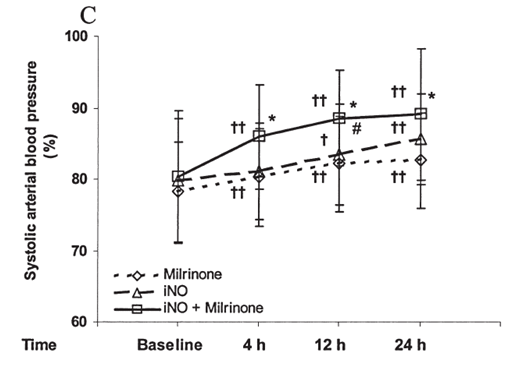 C
Systolic arterial blood pressure
(%)
100
90
80
70
60
†† *
†† *
#
†† *
††
†
††
††
††
Milrinone
iNO
iNO + Milrinone
Time Baseline 4 h 12 h 24 h